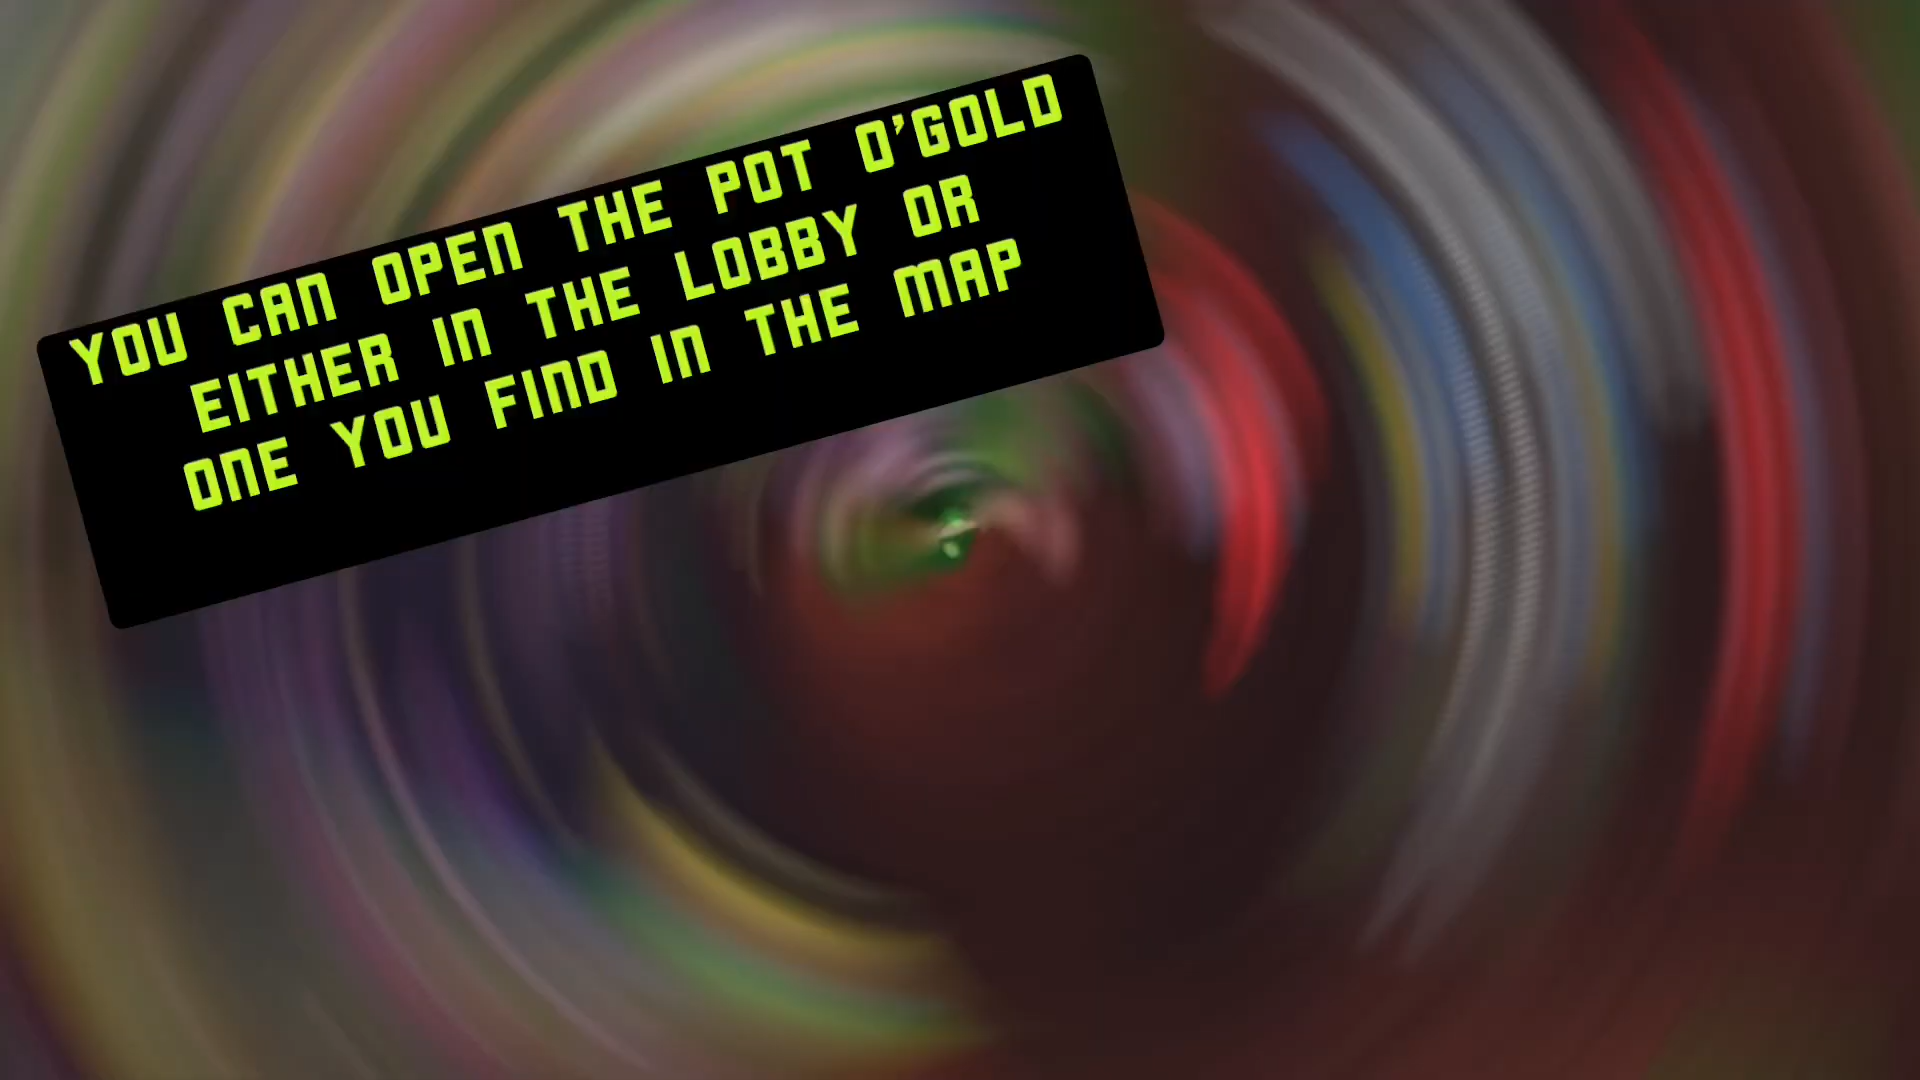 YOU CAN OPEN THE POT O'GOLD
EITHER IN THE LOBBY OR
ONE YOU FIND IN THE MAP